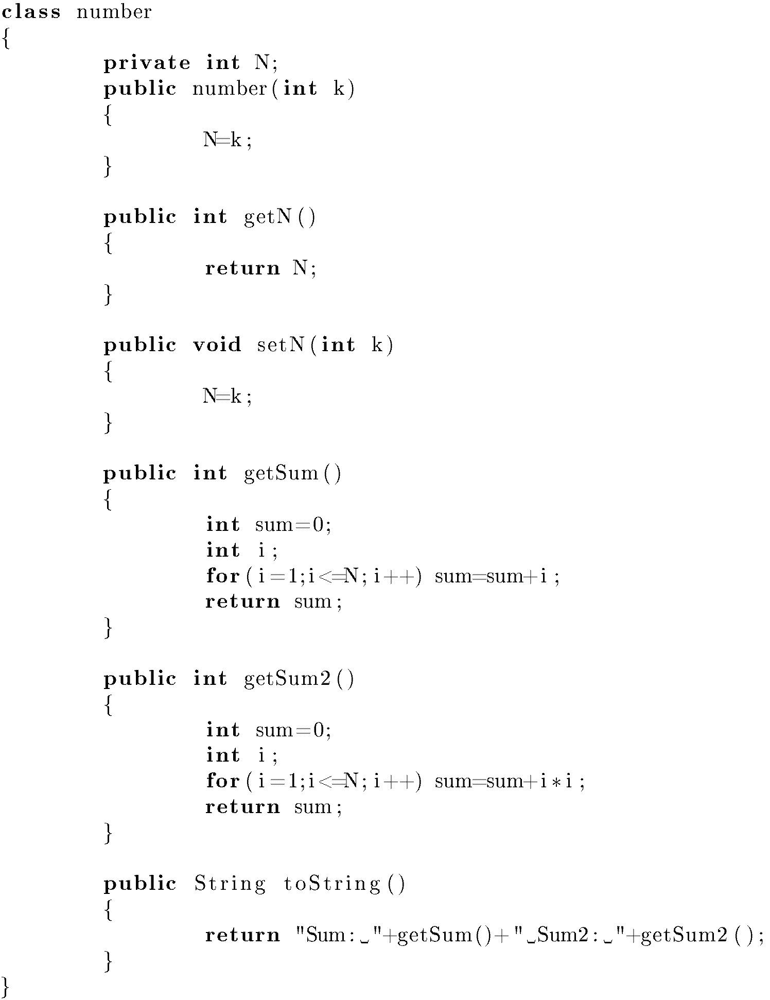 class number
{
private int N;
public number(int k)
{
N=k;
}
public int getN()
{
return N;
}
public void setN(int k)
{
N=k;
}
public int getSum()
{
int sum=0;
int i;
for(i=1;i<=N;i++) sum=sum+i;
return sum;
}
public int getSum2()
{
int sum=0;
int i;
for(i=1;i<=N;i++) sum=sum+i*i;
return sum;
}
public String toString()
{
return "Sum:␣"+getSum()+"␣Sum2:␣"+getSum2();
}
}